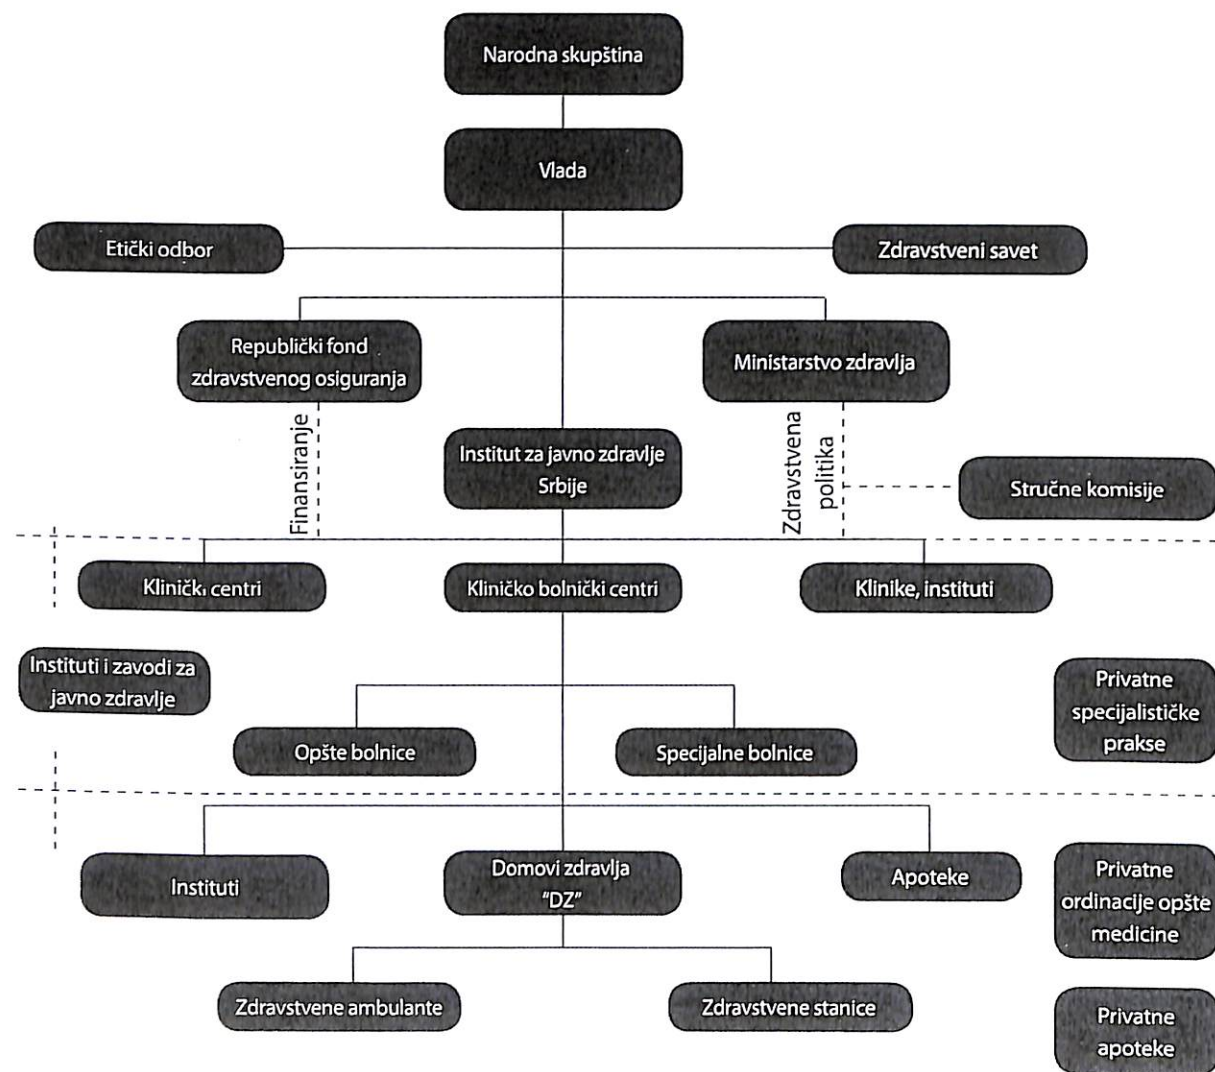 Narodna skupština
Vlada
Etički odbor
Zdravstveni savet
Republički fond
zdravstvenog osiguranja
Ministarstvo zdravlja
Finansiranje
Institut za javno zdravlje
Srbije
Zdravstvena
politika
Stručne komisije
Klinički centri
Kliničko bolnički centri
Klinike, instituti
Instituti i zavodi za
javno zdravlje
Privatne
specijalističke
prakse
Opšte bolnice
Specijalne bolnice
Instituti
Domovi zdravlja
"DZ"
Apoteke
Privatne
ordinacije opšte
medicine
Zdravstvene ambulante
Zdravstvene stanice
Privatne
apoteke